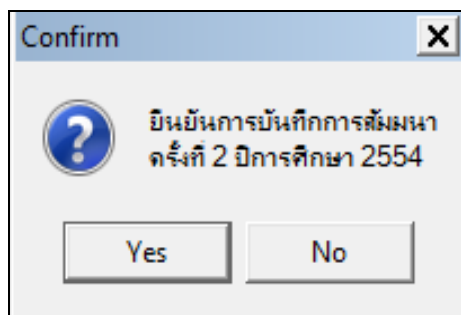 Confirm
ยืนยันการบันทึกการสัมมนา
ครั้งที่ 2 ปีการศึกษา 2554
Yes No